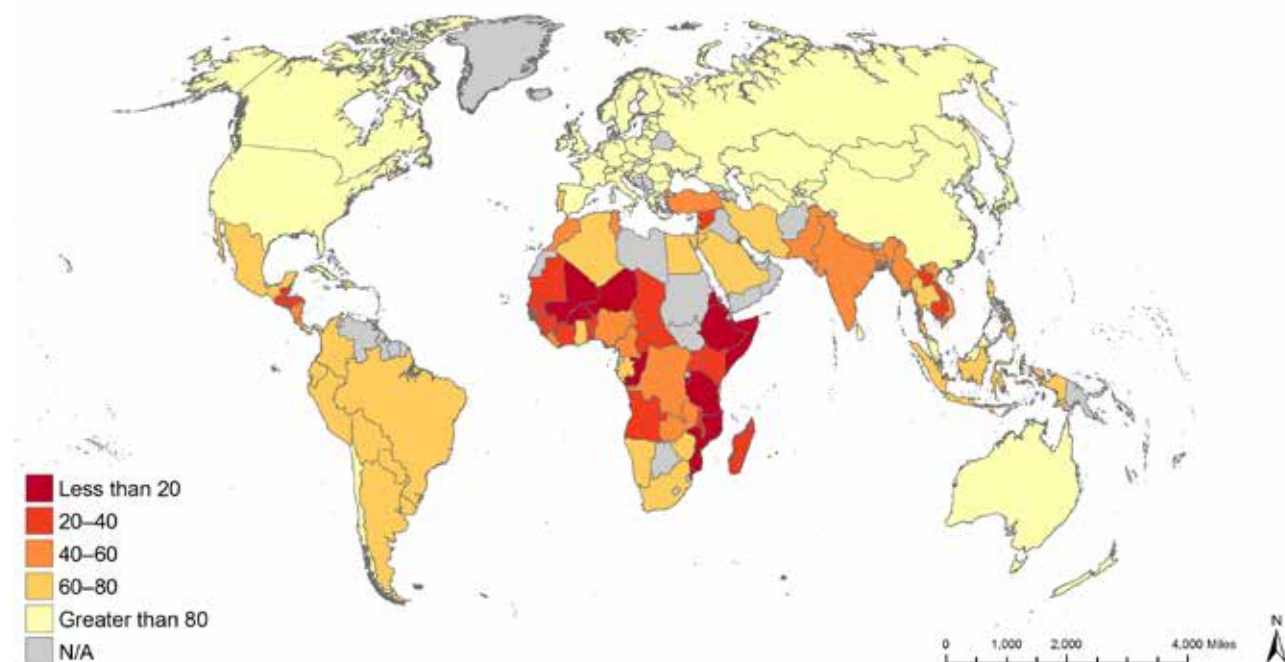 Less than 20
20–40
40–60
60–80
Greater than 80
N/A
N
0 1,000 2,000 4,000 Miles